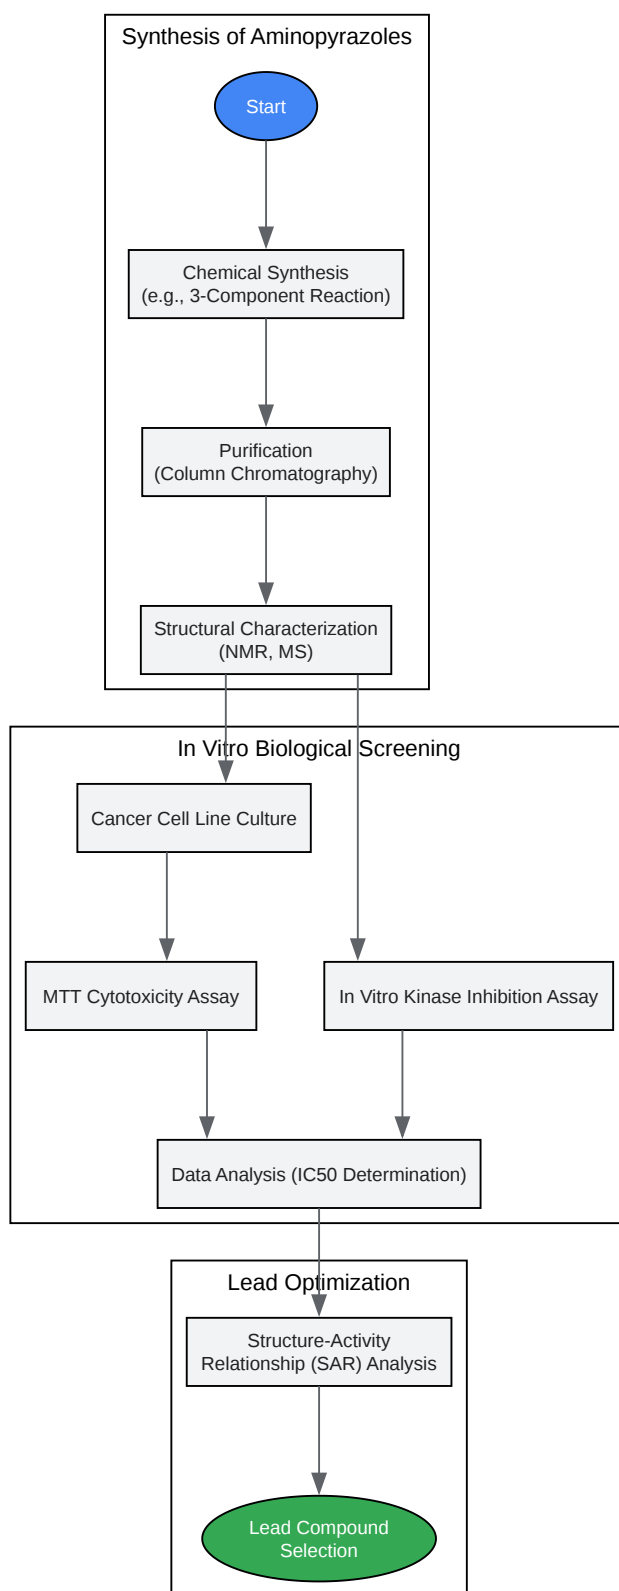 Synthesis of Aminopyrazoles
Start
Chemical Synthesis
(e.g., 3-Component Reaction)
Purification
(Column Chromatography)
Structural Characterization
(NMR, MS)
In Vitro Biological Screening
Cancer Cell Line Culture
MTT Cytotoxicity Assay
In Vitro Kinase Inhibition Assay
Data Analysis (IC50 Determination)
Lead Optimization
Structure-Activity
Relationship (SAR) Analysis
Lead Compound
Selection